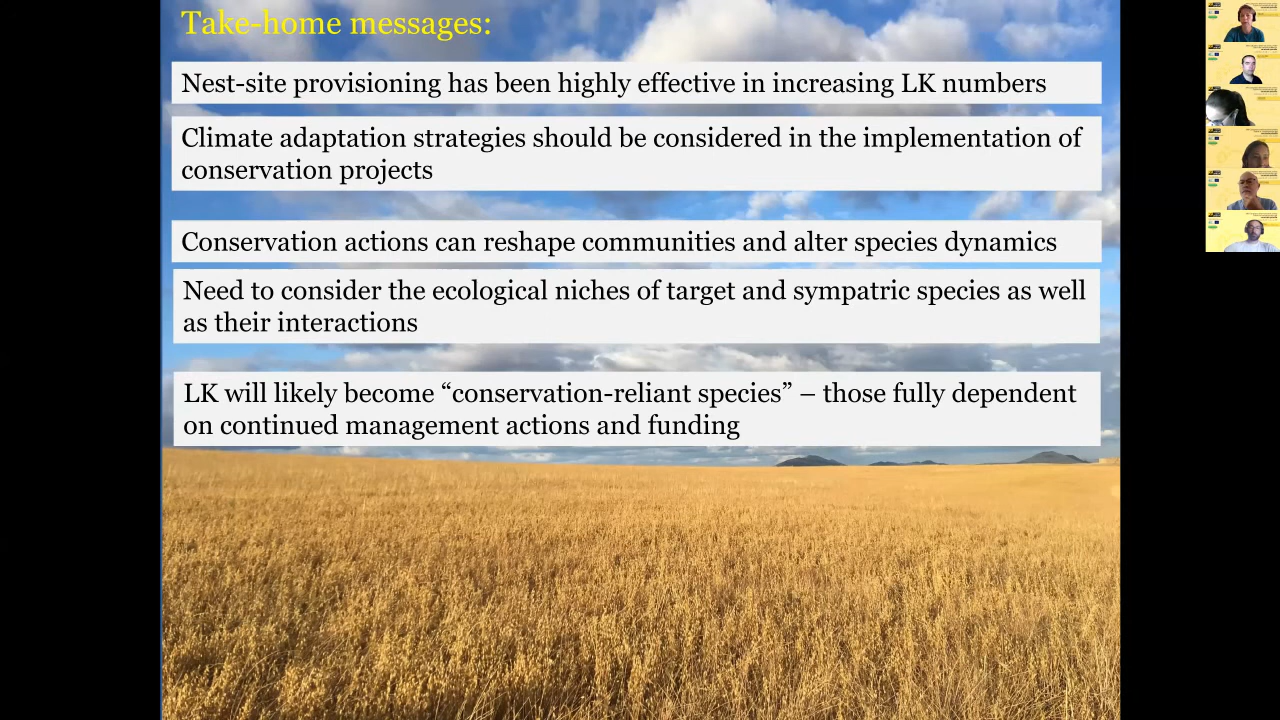 Take-home messages:
Nest-site provisioning has been highly effective in increasing LK numbers
Climate adaptation strategies should be considered in the implementation of
conservation projects
Conservation actions can reshape communities and alter species dynamics
Need to consider the ecological niches of target and sympatric species as well
as their interactions
LK will likely become “conservation-reliant species” – those fully dependent
on continued management actions and funding